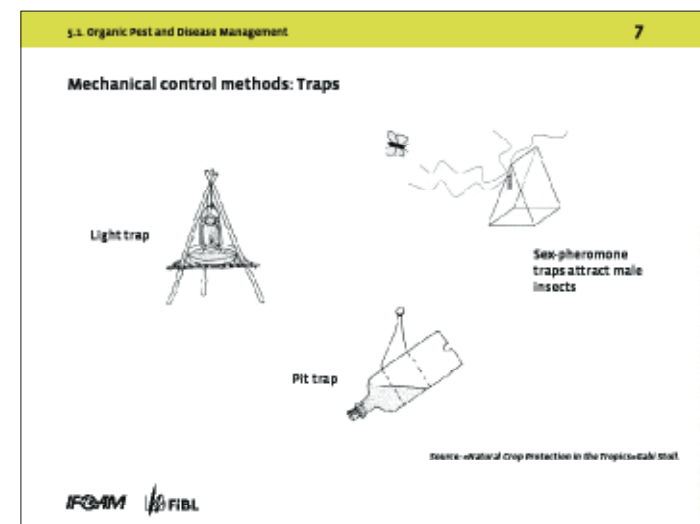 5.1. Organic Pest and Disease Management
7
Mechanical control methods: Traps
Light trap
Sex-pheromone
traps attract male
insects
Pit trap
Source: «Natural Crop Protection in the Tropics» Gabi Stoll.
IFOAM FiBL